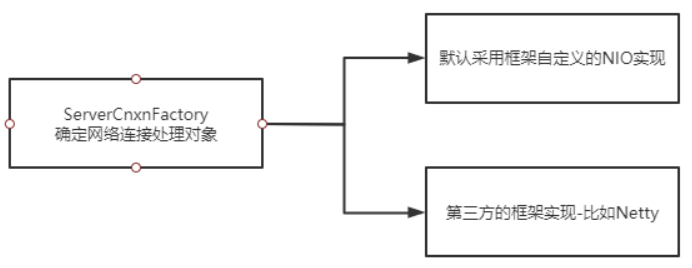 默认采用框架自定义的NIO实现
ServerCnxnFactory
确定网络连接处理对象
第三方的框架实现-比如Netty